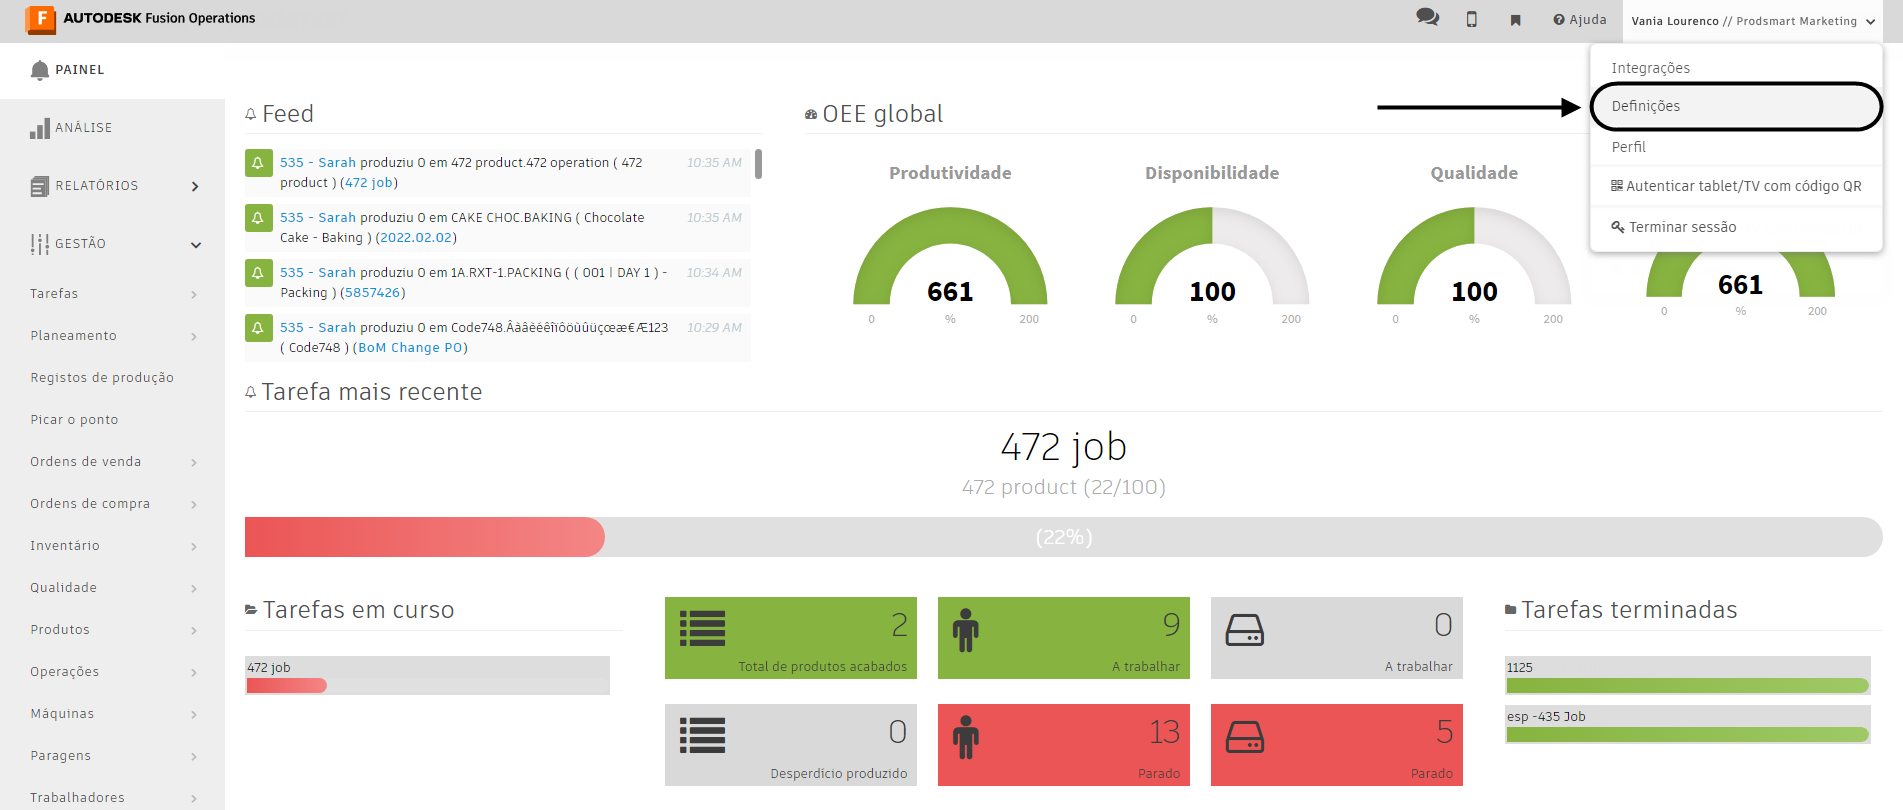 AUTODESK Fusion Operations
Ajuda
Vania Lourenco // Prodsmart Marketing
Integrações
Definições
Perfil
Autenticar tablet/TV com código QR
Terminar sessão
PAINEL
ANÁLISE
RELATÓRIOS
GESTÃO
Tarefas
Planeamento
Registos de produção
Picar o ponto
Ordens de venda
Ordens de compra
Inventário
Qualidade
Produtos
Operações
Máquinas
Paragens
Trabalhadores
Feed
535 - Sarah produziu 0 em 472 product.472 operation ( 472
product ) (472 job)
10:35 AM
535 - Sarah produziu 0 em CAKE CHOC.BAKING ( Chocolate
Cake - Baking ) (2022.02.02)
10:35 AM
535 - Sarah produziu 0 em 1A.RXT-1.PACKING ( ( 001 | DAY 1 ) -
Packing ) (5857426)
10:34 AM
535 - Sarah produziu 0 em Code748.Âàâèéêîïôöùûüçœæ€Æ123
( Code748 ) (BoM Change PO)
10:29 AM
OEE global
Produtividade
661
0 % 200
Disponibilidade
100
0 % 200
Qualidade
100
0 % 200
661
0 % 200
Tarefa mais recente
472 job
472 product (22/100)
(22%)
Tarefas em curso
472 job
2
Total de produtos acabados
9
A trabalhar
0
A trabalhar
0
Desperdício produzido
13
Parado
5
Parado
Tarefas terminadas
1125
esp -435 Job